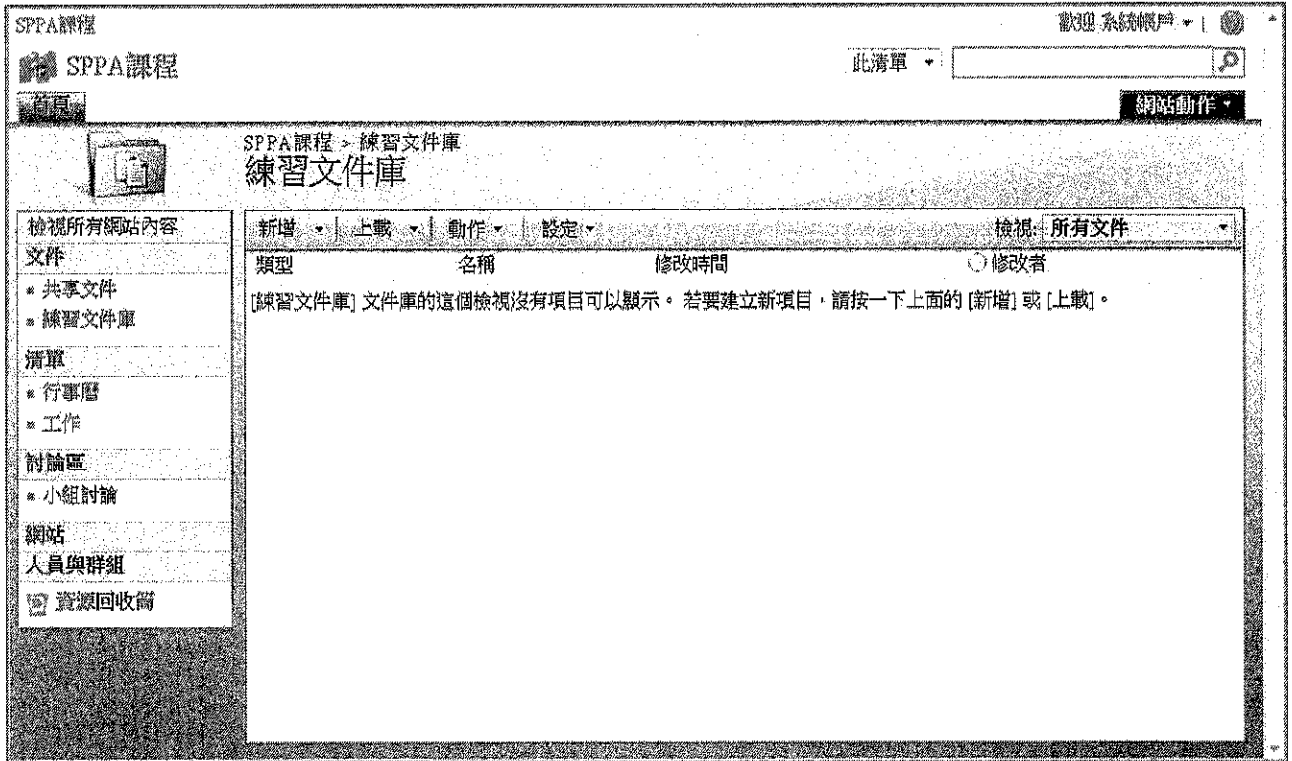 SPPA課程
歡迎 系統帳戶
SPPA課程
此清單
首頁
網站動作
SPPA課程 > 練習文件庫
練習文件庫
檢視所有網站內容
文件
共享文件
練習文件庫
清單
行事曆
工作
討論區
小組討論
網站
人員與群組
資源回收筒
新增 上載 動作 設定 檢視: 所有文件
類型 名稱 修改時間 修改者
[練習文件庫] 文件庫的這個檢視沒有項目可以顯示。 若要建立新項目，請按一下上面的 [新增] 或 [上載]。